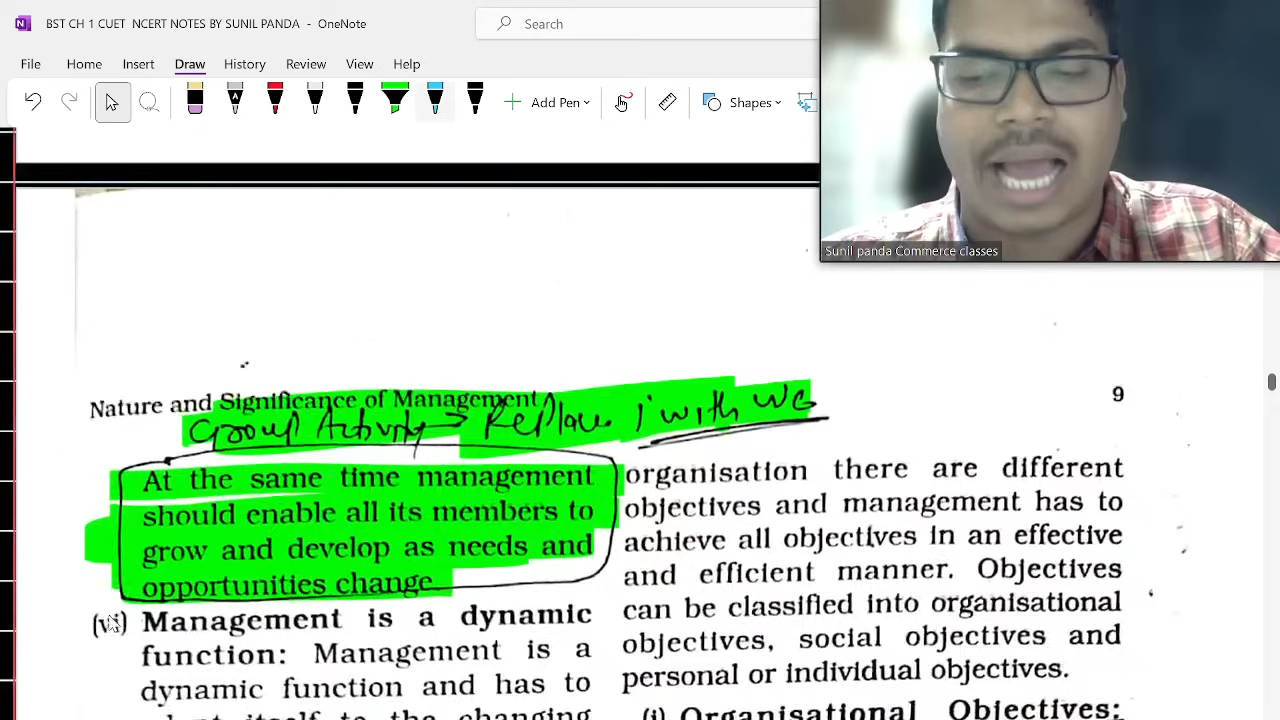 BST CH 1 CUET NCERT NOTES BY SUNIL PANDA - OneNote
Search
File Home Insert Draw History Review View Help
Add Pen
Shapes
Sunil panda Commerce classes
Nature and Significance of Management
9
Group Activity → Replace i with we
At the same time management
should enable all its members to
grow and develop as needs and
opportunities change.
(vi) Management is a dynamic
function: Management is a
dynamic function and has to
adapt itself to the changing
organisation there are different
objectives and management has to
achieve all objectives in an effective
and efficient manner. Objectives
can be classified into organisational
objectives, social objectives and
personal or individual objectives.
(i) Organisational Objectives: